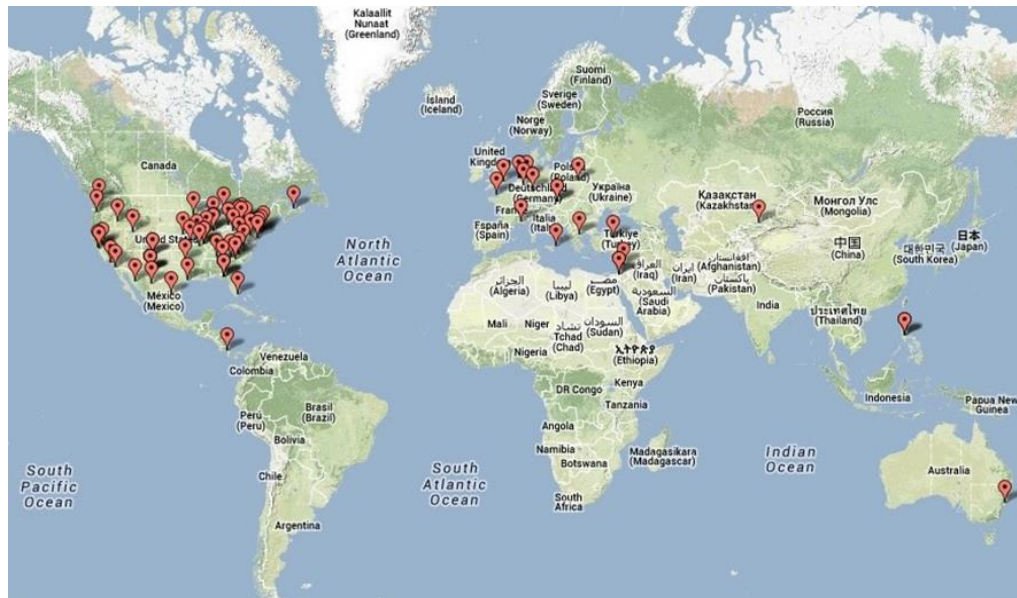 Kalaallit
Nunaat
(Greenland)
Suomi
(Finland)
Ísland
(Iceland)
Sverige
(Sweden)
Norge
(Norway)
Россия
(Russia)
Canada
United
Kingdom
Polska
(Poland)
Deutschland
(Germany)
Україна
(Ukraine)
Қазақстан
(Kazakhstan)
Монгол Улс
(Mongolia)
France
Italia
España
(Spain)
Türkiye
(Turkey)
United States
North
Atlantic
Ocean
中国
(China)
대한민국
(South Korea)
日本
(Japan)
العراق
(Iraq)
ایران
(Iran)
افغانستان
(Afghanistan)
پاکستان
(Pakistan)
الجزائر
(Algeria)
ليبيا
(Libya)
مصر
(Egypt)
السعودية
(Saudi
Arabia)
México
(Mexico)
India
ประเทศไทย
(Thailand)
Mali
Niger
تشاد
Tchad
(Chad)
السودان
(Sudan)
Nigeria
ኢትዮጵያ
(Ethiopia)
Venezuela
Colombia
DR Congo
Kenya
Tanzania
Indonesia
Papua New
Guinea
Perú
(Peru)
Brasil
(Brazil)
Bolivia
Angola
Namibia
Botswana
Madagasikara
(Madagascar)
South
Pacific
Ocean
Chile
South
Atlantic
Ocean
Indian
Ocean
Australia
South
Africa
Argentina